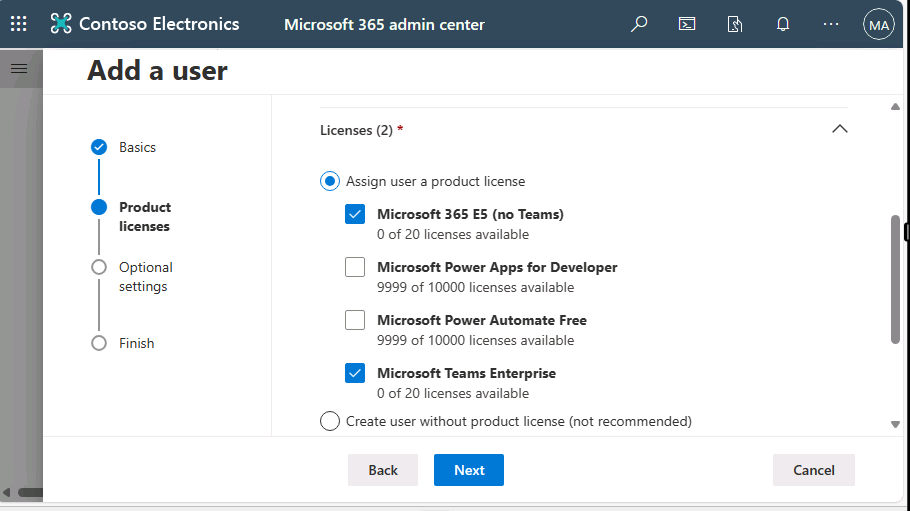 Contoso Electronics
Microsoft 365 admin center
MA
Add a user
Basics
Product
licenses
Optional
settings
Finish
Licenses (2) *
Assign user a product license
Microsoft 365 E5 (no Teams)
0 of 20 licenses available
Microsoft Power Apps for Developer
9999 of 10000 licenses available
Microsoft Power Automate Free
9999 of 10000 licenses available
Microsoft Teams Enterprise
0 of 20 licenses available
Create user without product license (not recommended)
Back
Next
Cancel